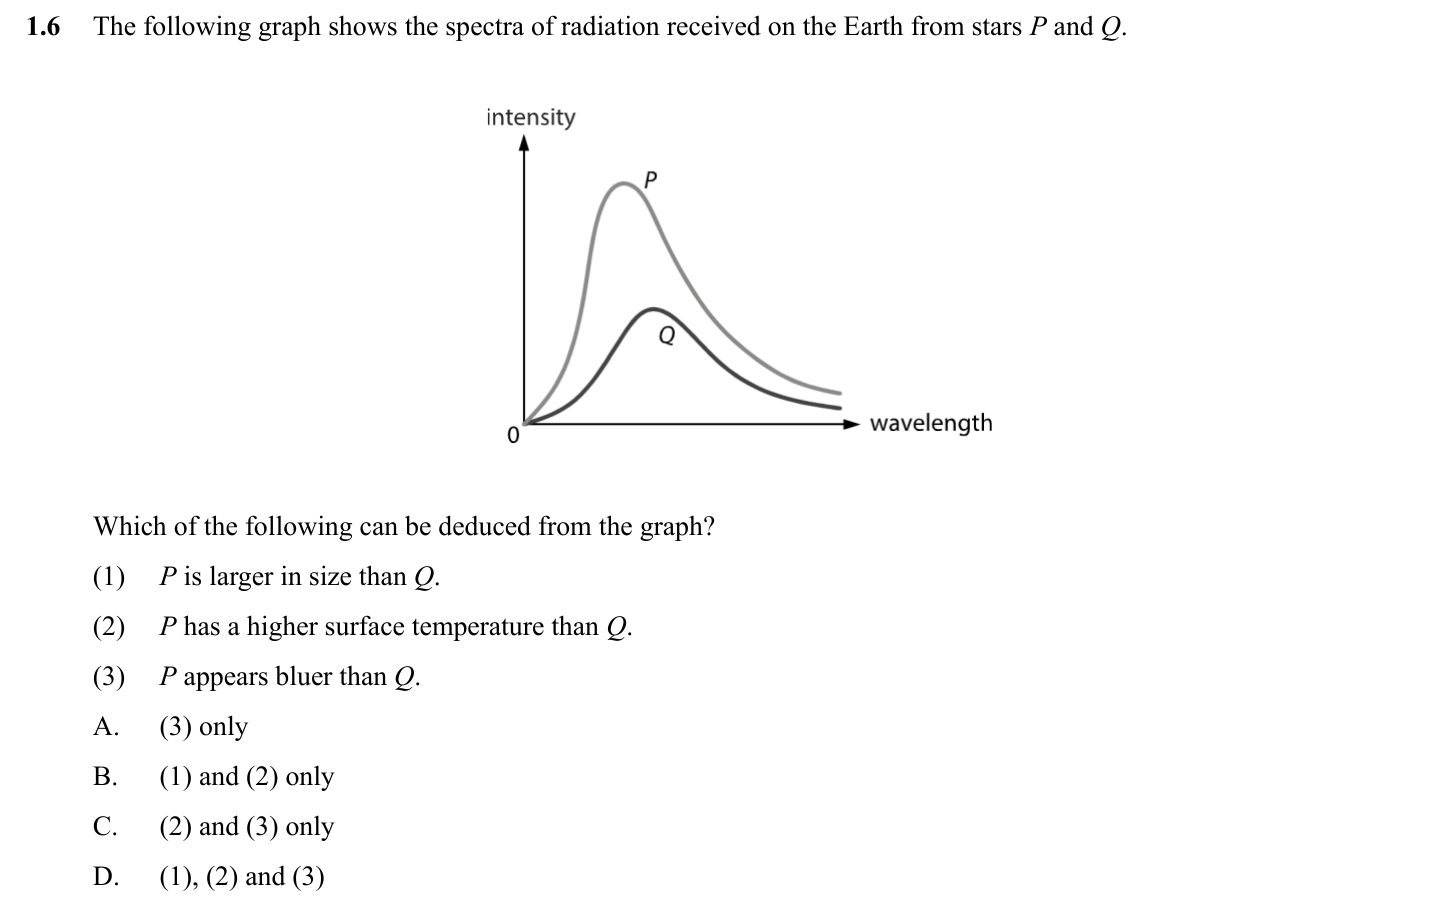 1.6 The following graph shows the spectra of radiation received on the Earth from stars P and Q.
intensity
P
Q
0
wavelength
Which of the following can be deduced from the graph?
(1) P is larger in size than Q.
(2) P has a higher surface temperature than Q.
(3) P appears bluer than Q.
A. (3) only
B. (1) and (2) only
C. (2) and (3) only
D. (1), (2) and (3)